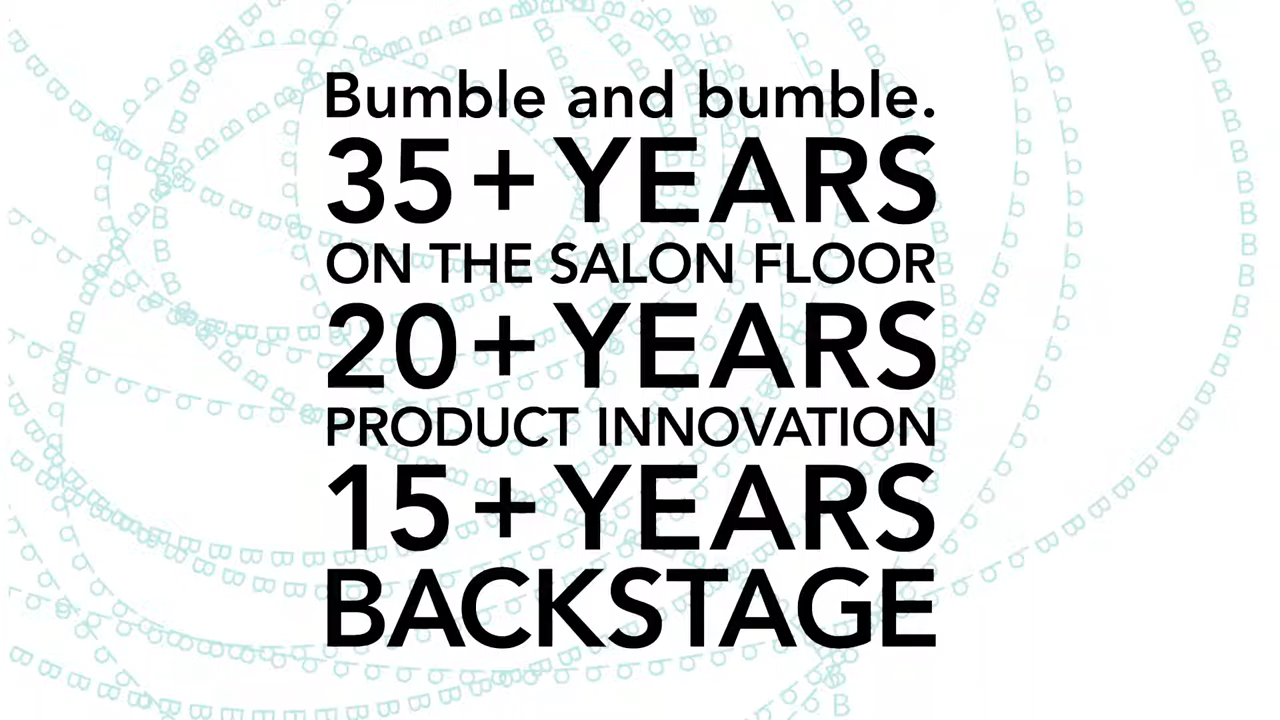 Bumble and bumble.
35+YEARS
ON THE SALON FLOOR
20+YEARS
PRODUCT INNOVATION
15+YEARS
BACKSTAGE